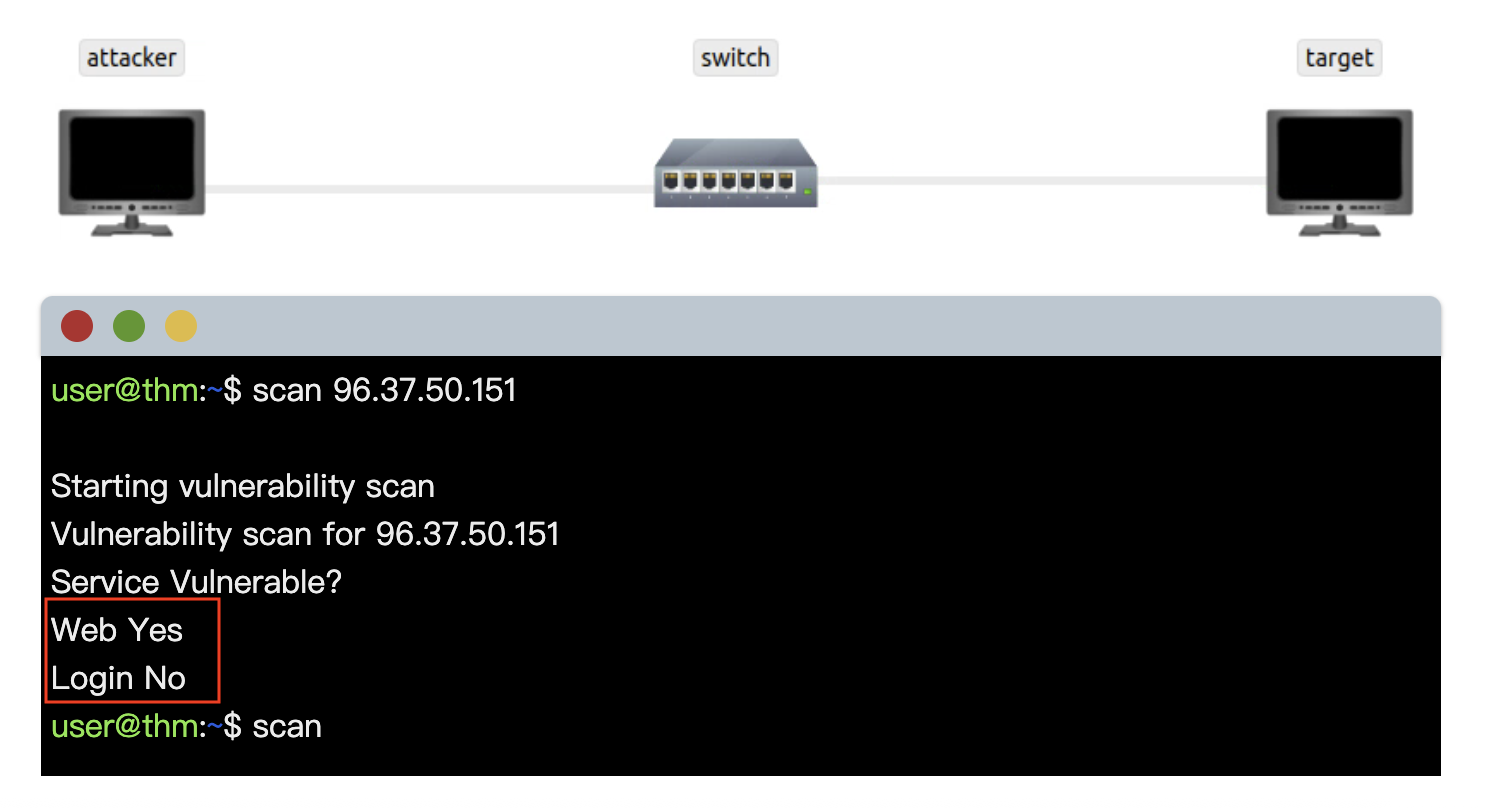 attacker
switch
target
user@thm:~$ scan 96.37.50.151
Starting vulnerability scan
Vulnerability scan for 96.37.50.151
Service Vulnerable?
Web Yes
Login No
user@thm:~$ scan